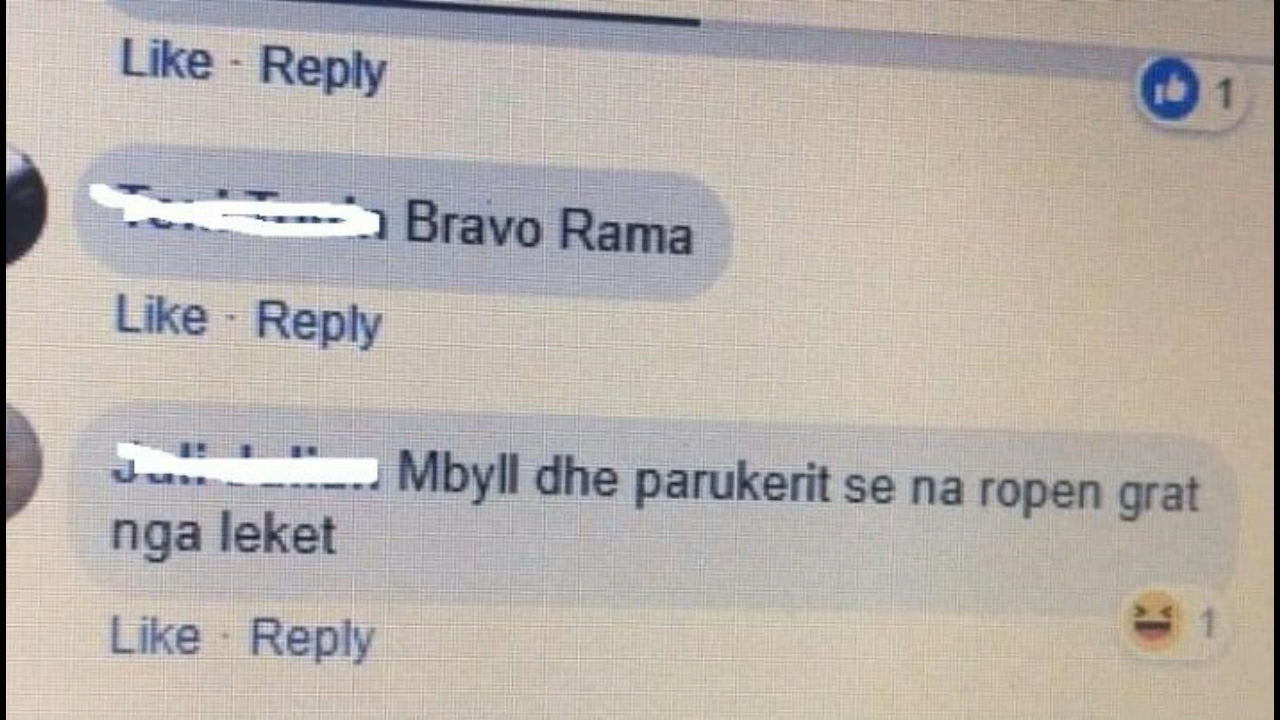 Like · Reply
1
Bravo Rama
Like · Reply
Mbyll dhe parukerit se na ropen grat
nga leket
Like · Reply
1